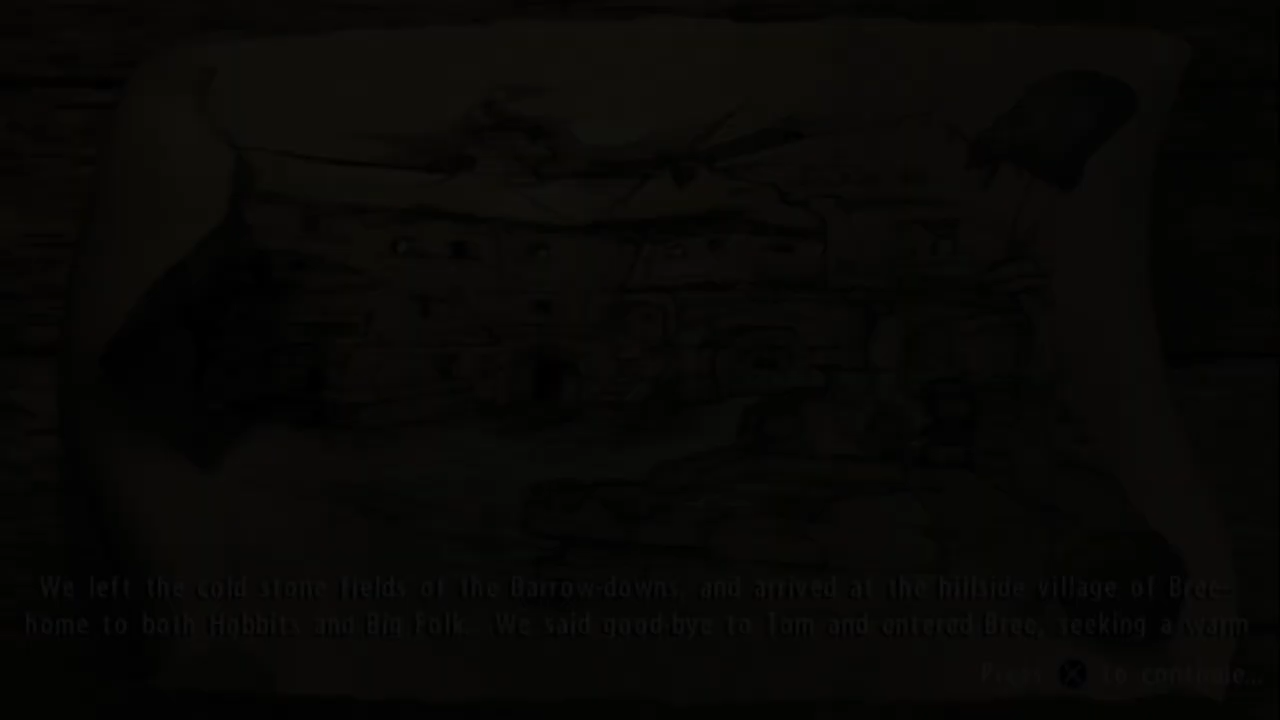 We left the cold stone fields of the Barrow-downs, and arrived at the hillside village of Bree-
home to both Hobbits and Big Folk. We said good-bye to Tom and entered Bree, seeking a warm
Press X to continue...